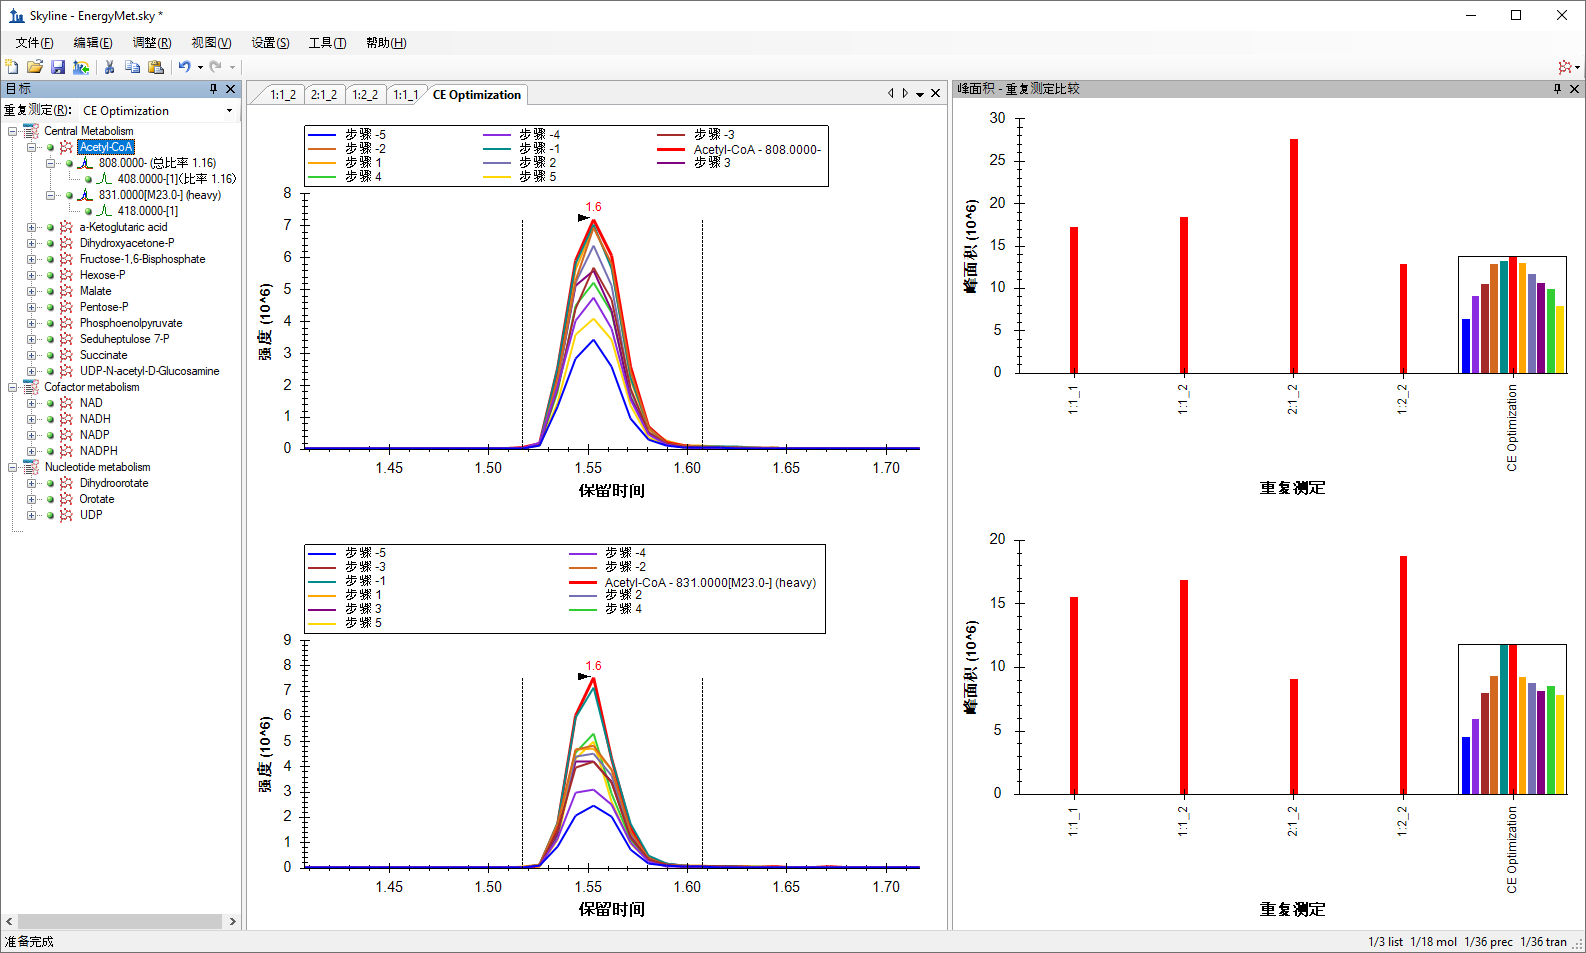 Skyline - EnergyMet.sky *
文件(F) 编辑(E) 调整(R) 视图(V) 设置(S) 工具(T) 帮助(H)
目标
重复测定(R): CE Optimization
Central Metabolism
Acetyl-CoA
808.0000- (总比率 1.16)
408.0000-[1](比率 1.16)
831.0000[M23.0-] (heavy)
418.0000-[1]
a-Ketoglutaric acid
Dihydroxyacetone-P
Fructose-1,6-Bisphosphate
Hexose-P
Malate
Pentose-P
Phosphoenolpyruvate
Seduheptulose 7-P
Succinate
UDP-N-acetyl-D-Glucosamine
Cofactor metabolism
NAD
NADH
NADP
NADPH
Nucleotide metabolism
Dihydroorotate
Orotate
UDP
1:1_2 2:1_2 1:2_2 1:1_1 CE Optimization
步骤 -5 步骤 -4 步骤 -3
步骤 -2 步骤 -1 Acetyl-CoA - 808.0000-
步骤 1 步骤 2 步骤 3
步骤 4 步骤 5
8
7
6
5
4
3
2
1
0
强度 (10^6)
1.6
1.45 1.50 1.55 1.60 1.65 1.70
保留时间
步骤 -5 步骤 -4
步骤 -3 步骤 -2
步骤 -1 Acetyl-CoA - 831.0000[M23.0-] (heavy)
步骤 1 步骤 2
步骤 3 步骤 4
步骤 5
9
8
7
6
5
4
3
2
1
0
强度 (10^6)
1.6
1.45 1.50 1.55 1.60 1.65 1.70
保留时间
峰面积 - 重复测定比较
30
25
20
15
10
5
0
峰面积 (10^6)
1:1_1 1:1_2 2:1_2 1:2_2 CE Optimization
重复测定
20
15
10
5
0
峰面积 (10^6)
1:1_1 1:1_2 2:1_2 1:2_2 CE Optimization
重复测定
准备完成
1/3 list 1/18 mol 1/36 prec 1/36 tran